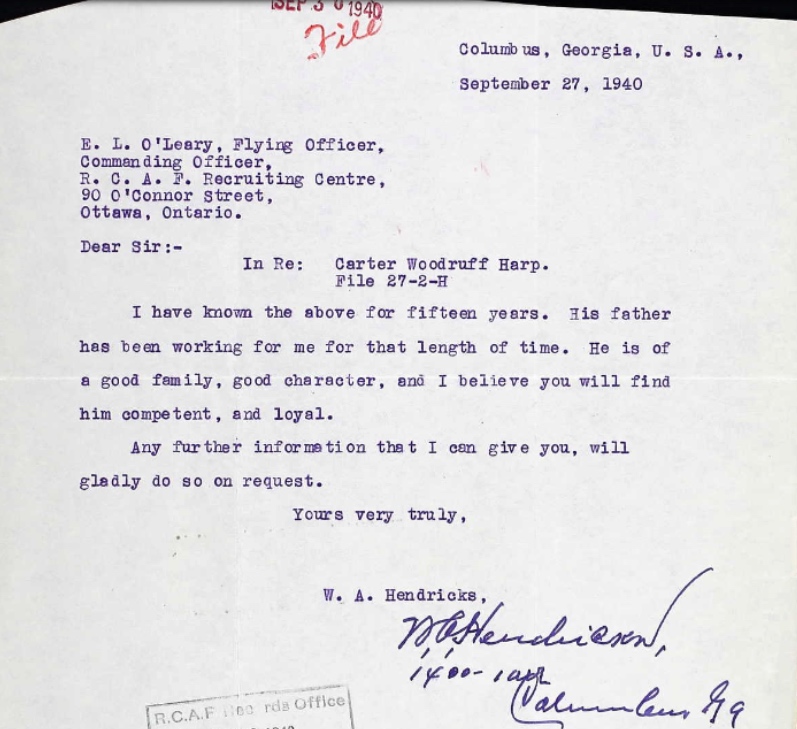 SEP 30 1940
File
Columbus, Georgia, U. S. A.,
September 27, 1940
E. L. O'Leary, Flying Officer,
Commanding Officer,
R. C. A. F. Recruiting Centre,
90 O'Connor Street,
Ottawa, Ontario.
Dear Sir:-
In Re: Carter Woodruff Harp.
File 27-2-H
I have known the above for fifteen years. His father
has been working for me for that length of time. He is of
a good family, good character, and I believe you will find
him competent, and loyal.
Any further information that I can give you, will
gladly do so on request.
Yours very truly,
W. A. Hendricks,
1400-1
Columbus Ga
R.C.A.F Records Office